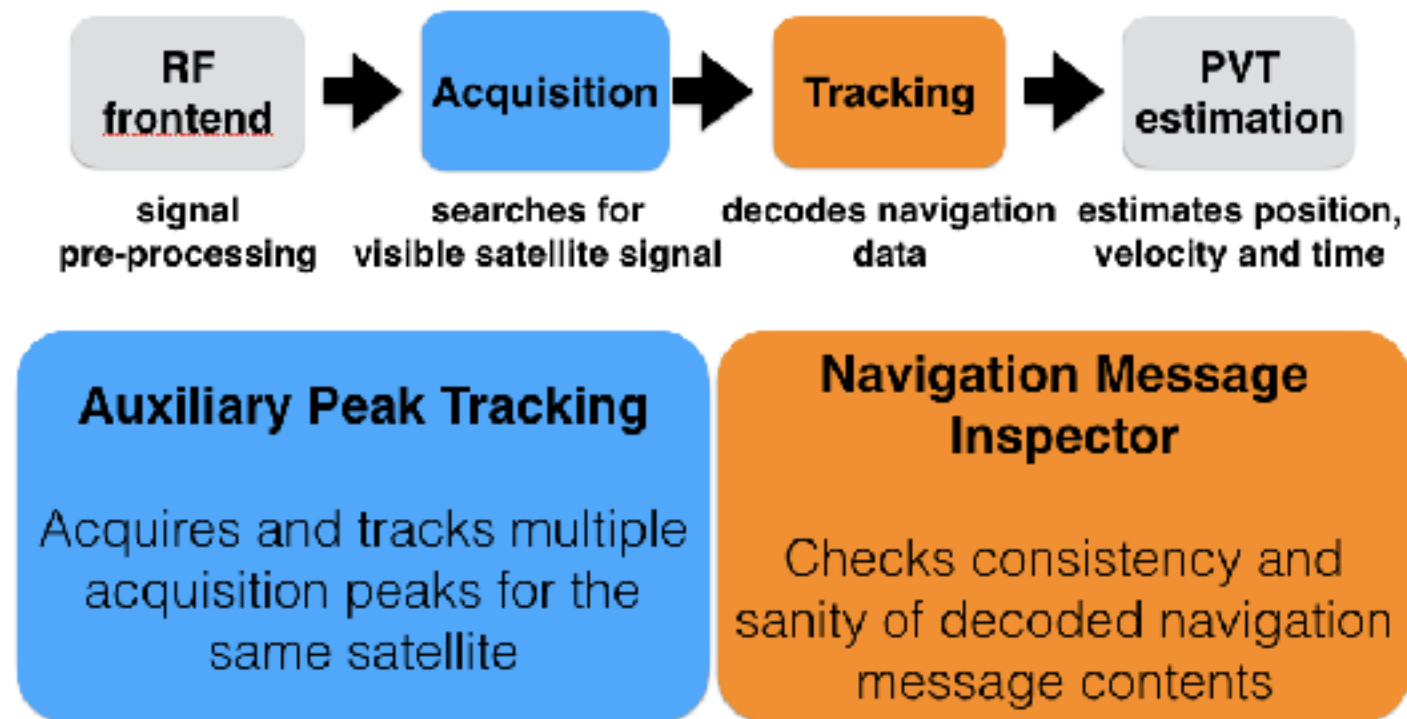 RF
frontend
Acquisition
Tracking
PVT
estimation
signal
pre-processing
searches for
visible satellite signal
decodes navigation
data
estimates position,
velocity and time
Auxiliary Peak Tracking
Acquires and tracks multiple
acquisition peaks for the
same satellite
Navigation Message
Inspector
Checks consistency and
sanity of decoded navigation
message contents